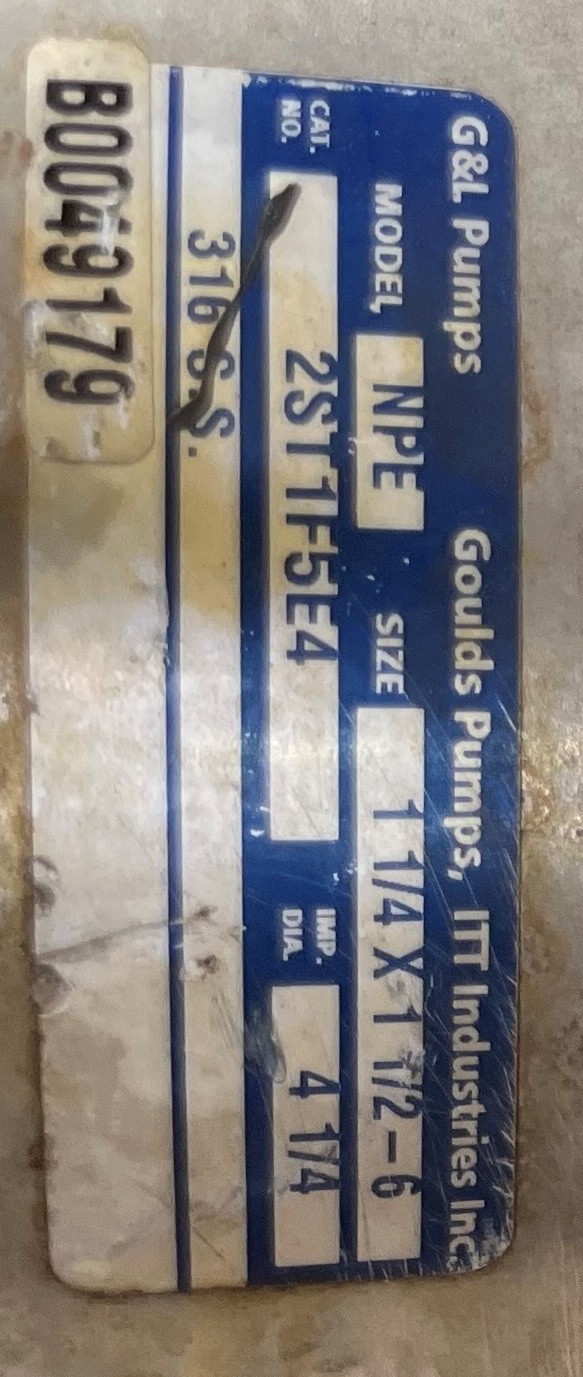 G&L Pumps Goulds Pumps, ITT Industries Inc.
MODEL NPE SIZE 1 1/4 X 1 1/2-6
CAT. NO. 2ST1F5E4 IMP. DIA. 4 1/4
316 S.S.
B0049179